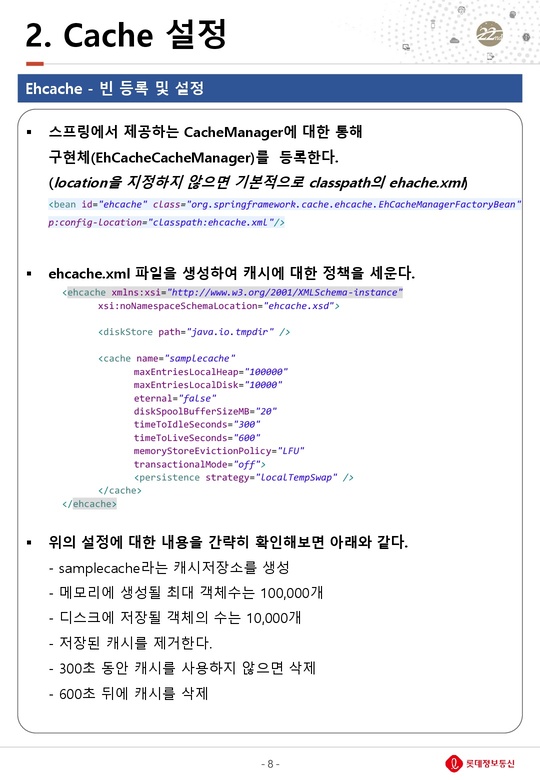 2. Cache 설정
22nd
Ehcache - 빈 등록 및 설정
▪ 스프링에서 제공하는 CacheManager에 대한 통해
구현체(EhCacheCacheManager)를 등록한다.
(location을 지정하지 않으면 기본적으로 classpath의 ehache.xml)
<bean id="ehcache" class="org.springframework.cache.ehcache.EhCacheManagerFactoryBean"
p:config-location="classpath:ehcache.xml"/>
▪ ehcache.xml 파일을 생성하여 캐시에 대한 정책을 세운다.
<ehcache xmlns:xsi="http://www.w3.org/2001/XMLSchema-instance"
xsi:noNamespaceSchemaLocation="ehcache.xsd">
<diskStore path="java.io.tmpdir" />
<cache name="samplecache"
maxEntriesLocalHeap="100000"
maxEntriesLocalDisk="10000"
eternal="false"
diskSpoolBufferSizeMB="20"
timeToIdleSeconds="300"
timeToLiveSeconds="600"
memoryStoreEvictionPolicy="LFU"
transactionalMode="off">
<persistence strategy="localTempSwap" />
</cache>
</ehcache>
▪ 위의 설정에 대한 내용을 간략히 확인해보면 아래와 같다.
- samplecache라는 캐시저장소를 생성
- 메모리에 생성될 최대 객체수는 100,000개
- 디스크에 저장될 객체의 수는 10,000개
- 저장된 캐시를 제거한다.
- 300초 동안 캐시를 사용하지 않으면 삭제
- 600초 뒤에 캐시를 삭제
- 8 -
롯데정보통신